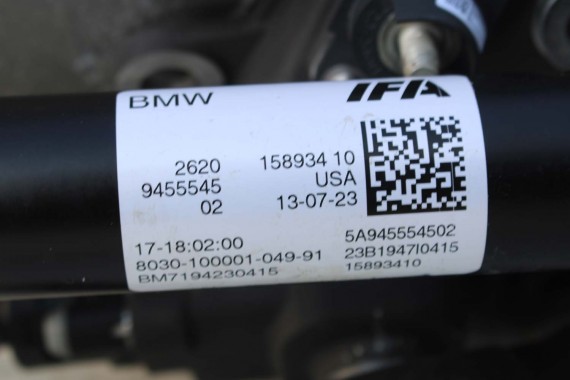 BMW IFA
2620 158934 10
9455545 USA
02 13-07-23
17-18:02:00 5A945554502
8030-100001-049-91 23B1947I0415
BM7194230415 15893410